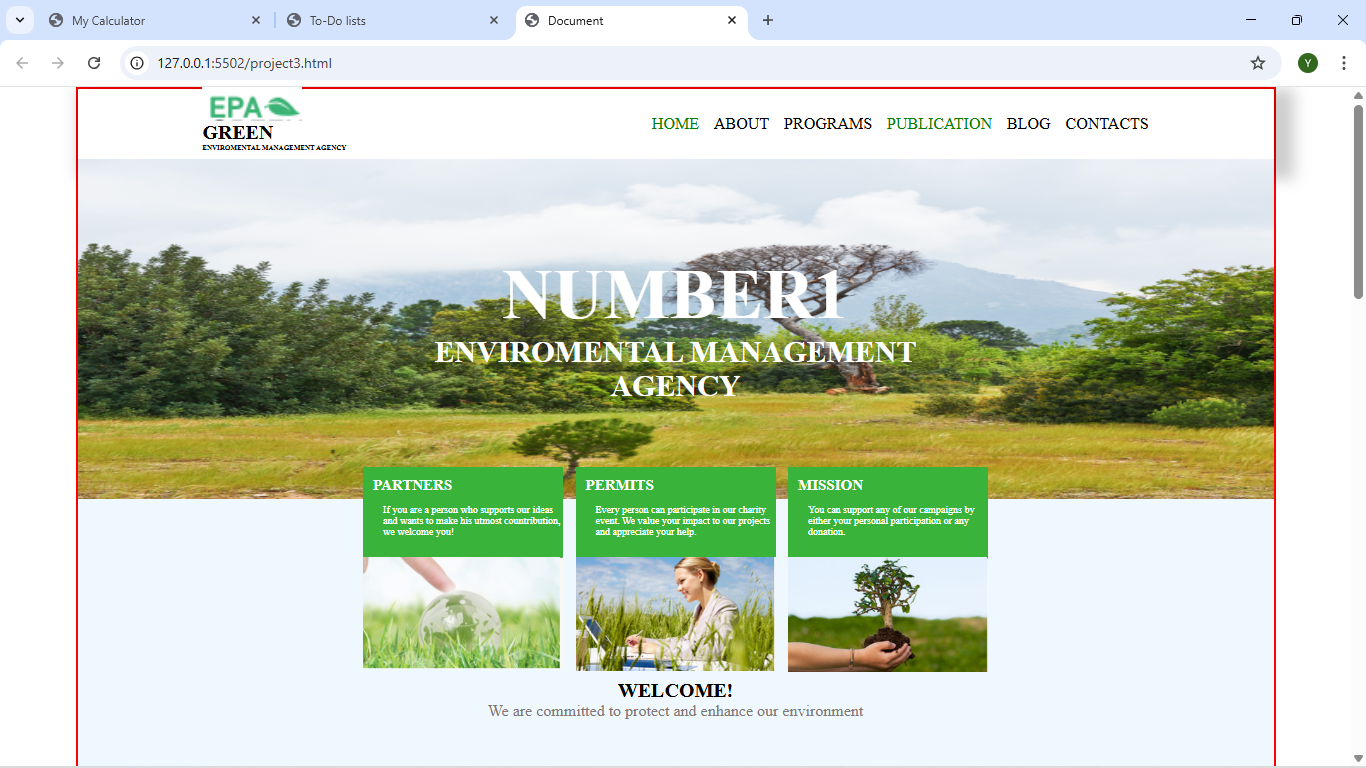 My Calculator
To-Do lists
Document
127.0.0.1:5502/project3.html
Y
EPA
GREEN
ENVIROMENTAL MANAGEMENT AGENCY
HOME ABOUT PROGRAMS PUBLICATION BLOG CONTACTS
NUMBER1
ENVIROMENTAL MANAGEMENT
AGENCY
PARTNERS
If you are a person who supports our ideas
and wants to make his utmost countribution,
we welcome you!
PERMITS
Every person can participate in our charity
event. We value your impact to our projects
and appreciate your help.
MISSION
You can support any of our campaigns by
either your personal participation or any
donation.
WELCOME!
We are committed to protect and enhance our environment